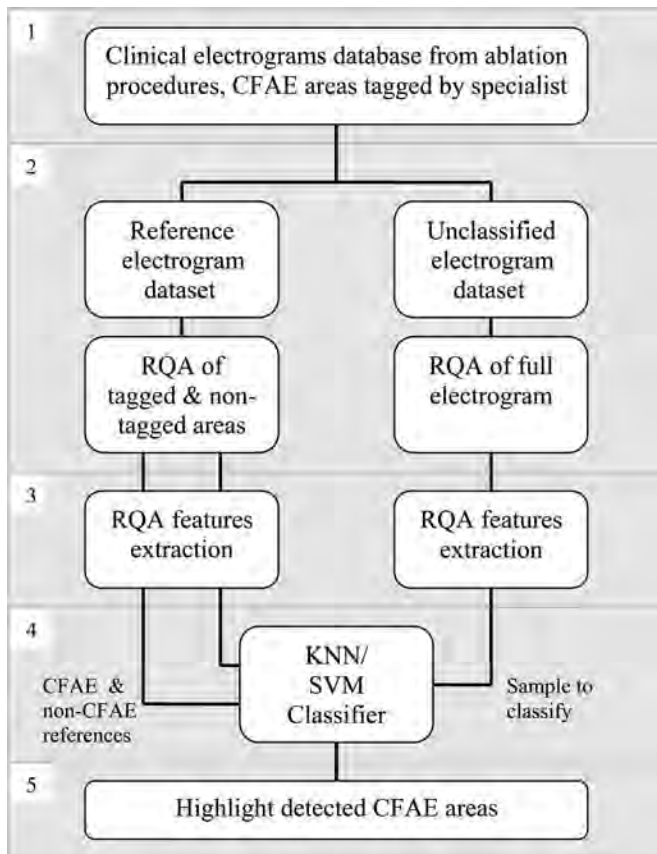 1
Clinical electrograms database from ablation
procedures, CFAE areas tagged by specialist
2
Reference
electrogram
dataset
Unclassified
electrogram
dataset
RQA of
tagged & non-
tagged areas
RQA of full
electrogram
3
RQA features
extraction
RQA features
extraction
4
KNN/
SVM
Classifier
CFAE &
non-CFAE
references
Sample to
classify
5
Highlight detected CFAE areas